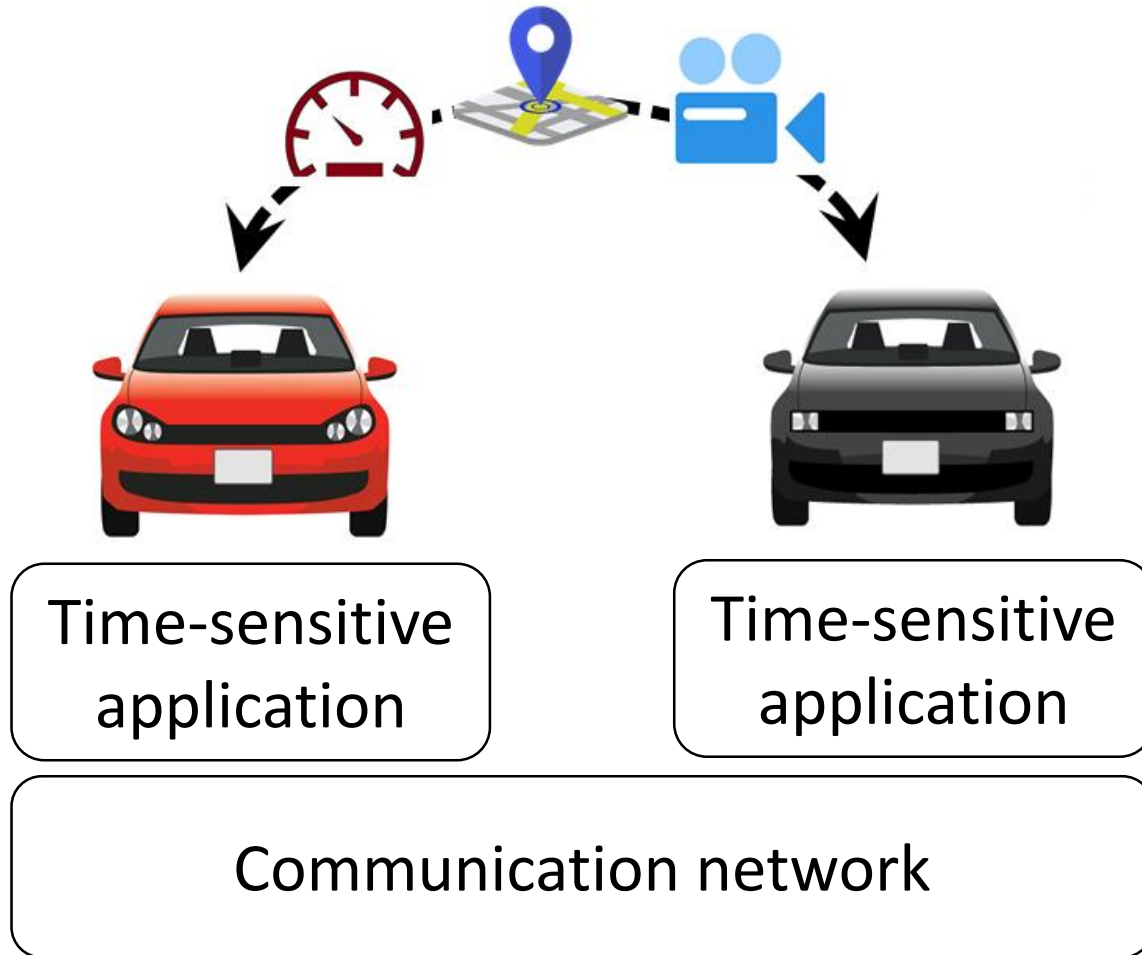 Time-sensitive
application
Time-sensitive
application
Communication network